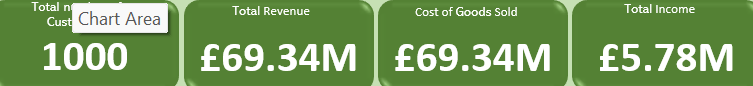 Total
Cust
Chart Area
1000
Total Revenue
£69.34M
Cost of Goods Sold
£69.34M
Total Income
£5.78M